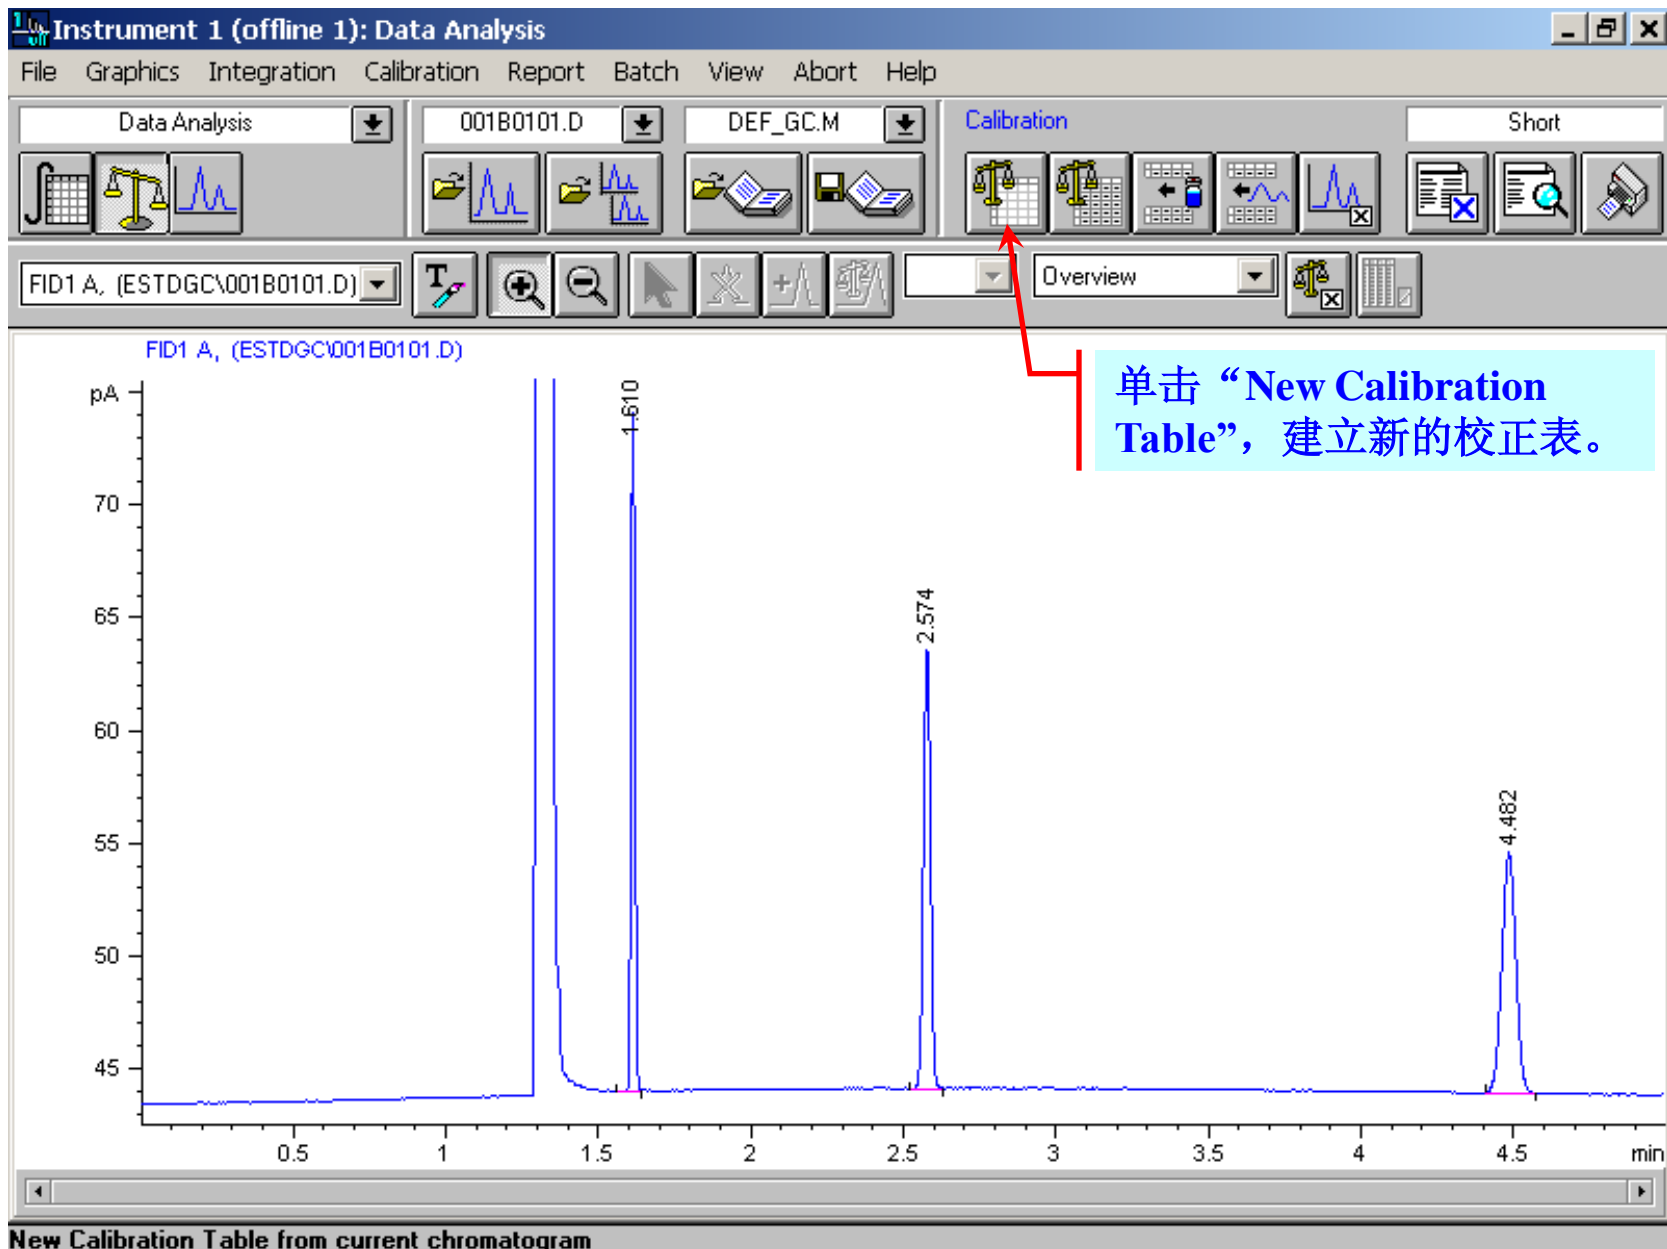 Instrument 1 (offline 1): Data Analysis
File Graphics Integration Calibration Report Batch View Abort Help
Data Analysis 001B0101.D DEF_GC.M Calibration Short
FID1 A, (ESTDGC\001B0101.D) T Overview
FID1 A, (ESTDGC\001B0101.D)
单击“New Calibration
Table”，建立新的校正表。
pA
70
65
60
55
50
45
1.610
2.574
4.482
0.5 1 1.5 2 2.5 3 3.5 4 4.5 min
New Calibration Table from current chromatogram